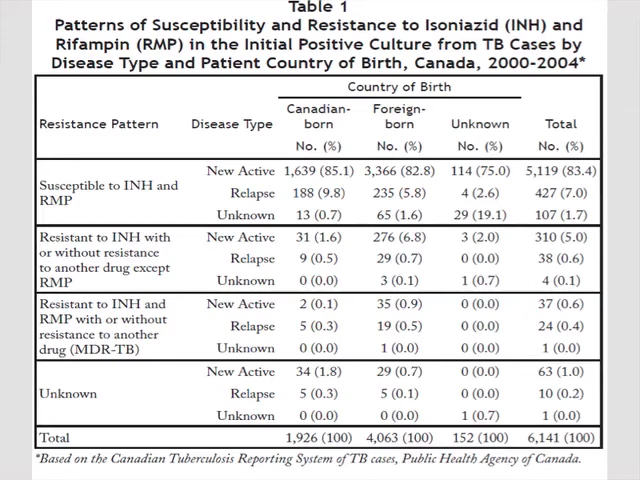 Table 1
Patterns of Susceptibility and Resistance to Isoniazid (INH) and
Rifampin (RMP) in the Initial Positive Culture from TB Cases by
Disease Type and Patient Country of Birth, Canada, 2000-2004*
Country of Birth
Resistance Pattern Disease Type Canadian-born Foreign-born Unknown Total
No. (%) No. (%) No. (%) No. (%)
Susceptible to INH and RMP New Active 1,639 (85.1) 3,366 (82.8) 114 (75.0) 5,119 (83.4)
Relapse 188 (9.8) 235 (5.8) 4 (2.6) 427 (7.0)
Unknown 13 (0.7) 65 (1.6) 29 (19.1) 107 (1.7)
Resistant to INH with or without resistance to another drug except RMP New Active 31 (1.6) 276 (6.8) 3 (2.0) 310 (5.0)
Relapse 9 (0.5) 29 (0.7) 0 (0.0) 38 (0.6)
Unknown 0 (0.0) 3 (0.1) 1 (0.7) 4 (0.1)
Resistant to INH and RMP with or without resistance to another drug (MDR-TB) New Active 2 (0.1) 35 (0.9) 0 (0.0) 37 (0.6)
Relapse 5 (0.3) 19 (0.5) 0 (0.0) 24 (0.4)
Unknown 0 (0.0) 1 (0.0) 0 (0.0) 1 (0.0)
Unknown New Active 34 (1.8) 29 (0.7) 0 (0.0) 63 (1.0)
Relapse 5 (0.3) 5 (0.1) 0 (0.0) 10 (0.2)
Unknown 0 (0.0) 0 (0.0) 1 (0.7) 1 (0.0)
Total 1,926 (100) 4,063 (100) 152 (100) 6,141 (100)
*Based on the Canadian Tuberculosis Reporting System of TB cases, Public Health Agency of Canada.